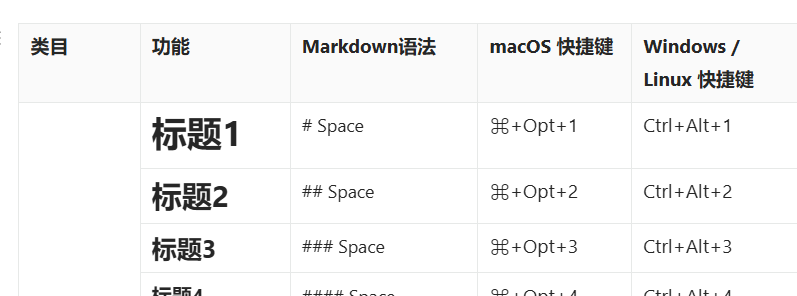 类目 功能 Markdown语法 macOS 快捷键 Windows /
Linux 快捷键
标题1 # Space ⌘+Opt+1 Ctrl+Alt+1
标题2 ## Space ⌘+Opt+2 Ctrl+Alt+2
标题3 ### Space ⌘+Opt+3 Ctrl+Alt+3
标题4 #### Space ⌘+Opt+4 Ctrl+Alt+4